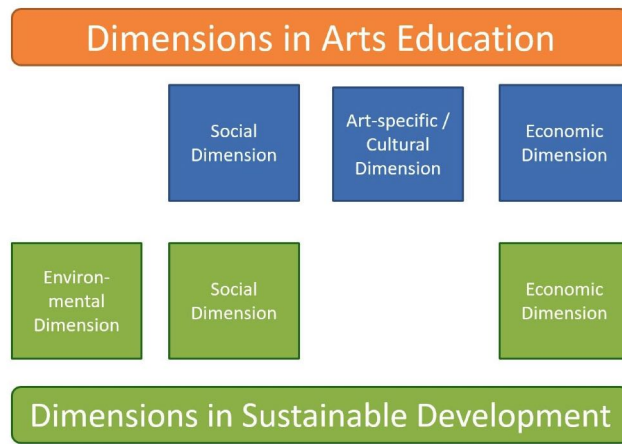 Dimensions in Arts Education
Social
Dimension
Art-specific /
Cultural
Dimension
Economic
Dimension
Environ-
mental
Dimension
Social
Dimension
Economic
Dimension
Dimensions in Sustainable Development